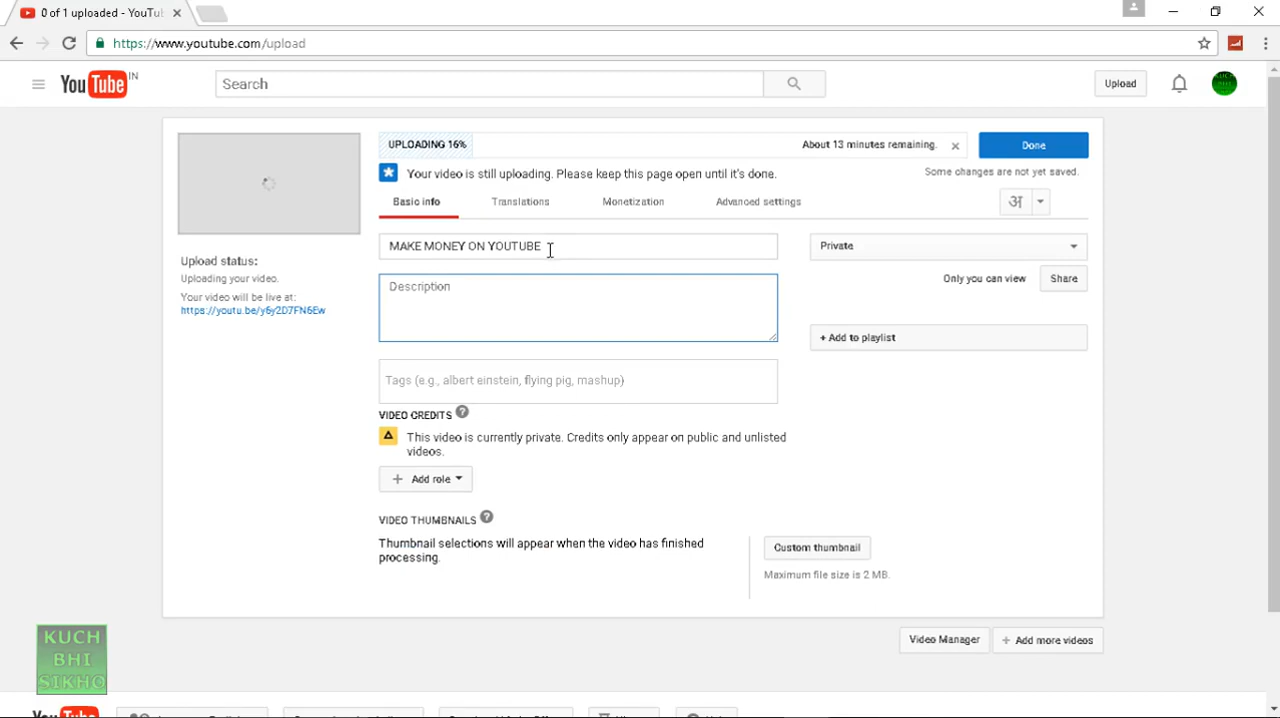 0 of 1 uploaded - YouTu
https://www.youtube.com/upload
YouTube IN
Search
Upload
KUCH BHI
UPLOADING 16%
About 13 minutes remaining.
Done
Your video is still uploading. Please keep this page open until it's done.
Some changes are not yet saved.
Basic info
Translations
Monetization
Advanced settings
अ
MAKE MONEY ON YOUTUBE
Private
Upload status:
Uploading your video.
Your video will be live at:
https://youtu.be/y6y2D7FN6Ew
Description
Only you can view
Share
+ Add to playlist
Tags (e.g., albert einstein, flying pig, mashup)
VIDEO CREDITS ?
This video is currently private. Credits only appear on public and unlisted
videos.
+ Add role
VIDEO THUMBNAILS ?
Thumbnail selections will appear when the video has finished
processing.
Custom thumbnail
Maximum file size is 2 MB.
KUCH
BHI
SIKHO
Video Manager
+ Add more videos
YouTube